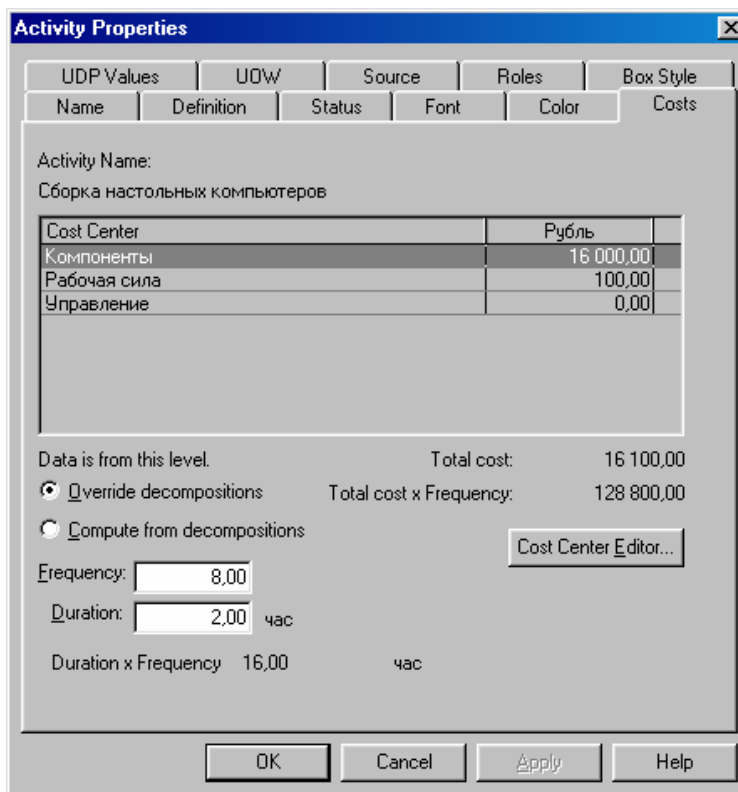 Activity Properties
UDP Values UOW Source Roles Box Style
Name Definition Status Font Color Costs
Activity Name:
Сборка настольных компьютеров
Cost Center Рубль
Компоненты 16 000,00
Рабочая сила 100,00
Управление 0,00
Data is from this level. Total cost: 16 100,00
Override decompositions Total cost x Frequency: 128 800,00
Compute from decompositions
Cost Center Editor...
Frequency: 8,00
Duration: 2,00 час
Duration x Frequency 16,00 час
OK Cancel Apply Help